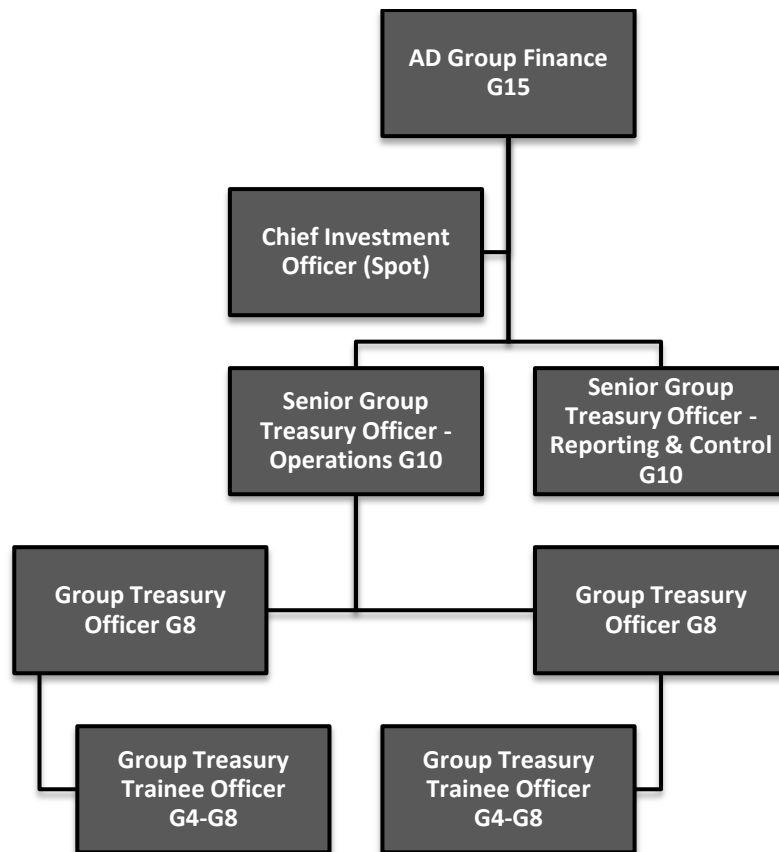 AD Group Finance
G15
Chief Investment
Officer (Spot)
Senior Group
Treasury Officer -
Operations G10
Senior Group
Treasury Officer -
Reporting & Control
G10
Group Treasury
Officer G8
Group Treasury
Officer G8
Group Treasury
Trainee Officer
G4-G8
Group Treasury
Trainee Officer
G4-G8